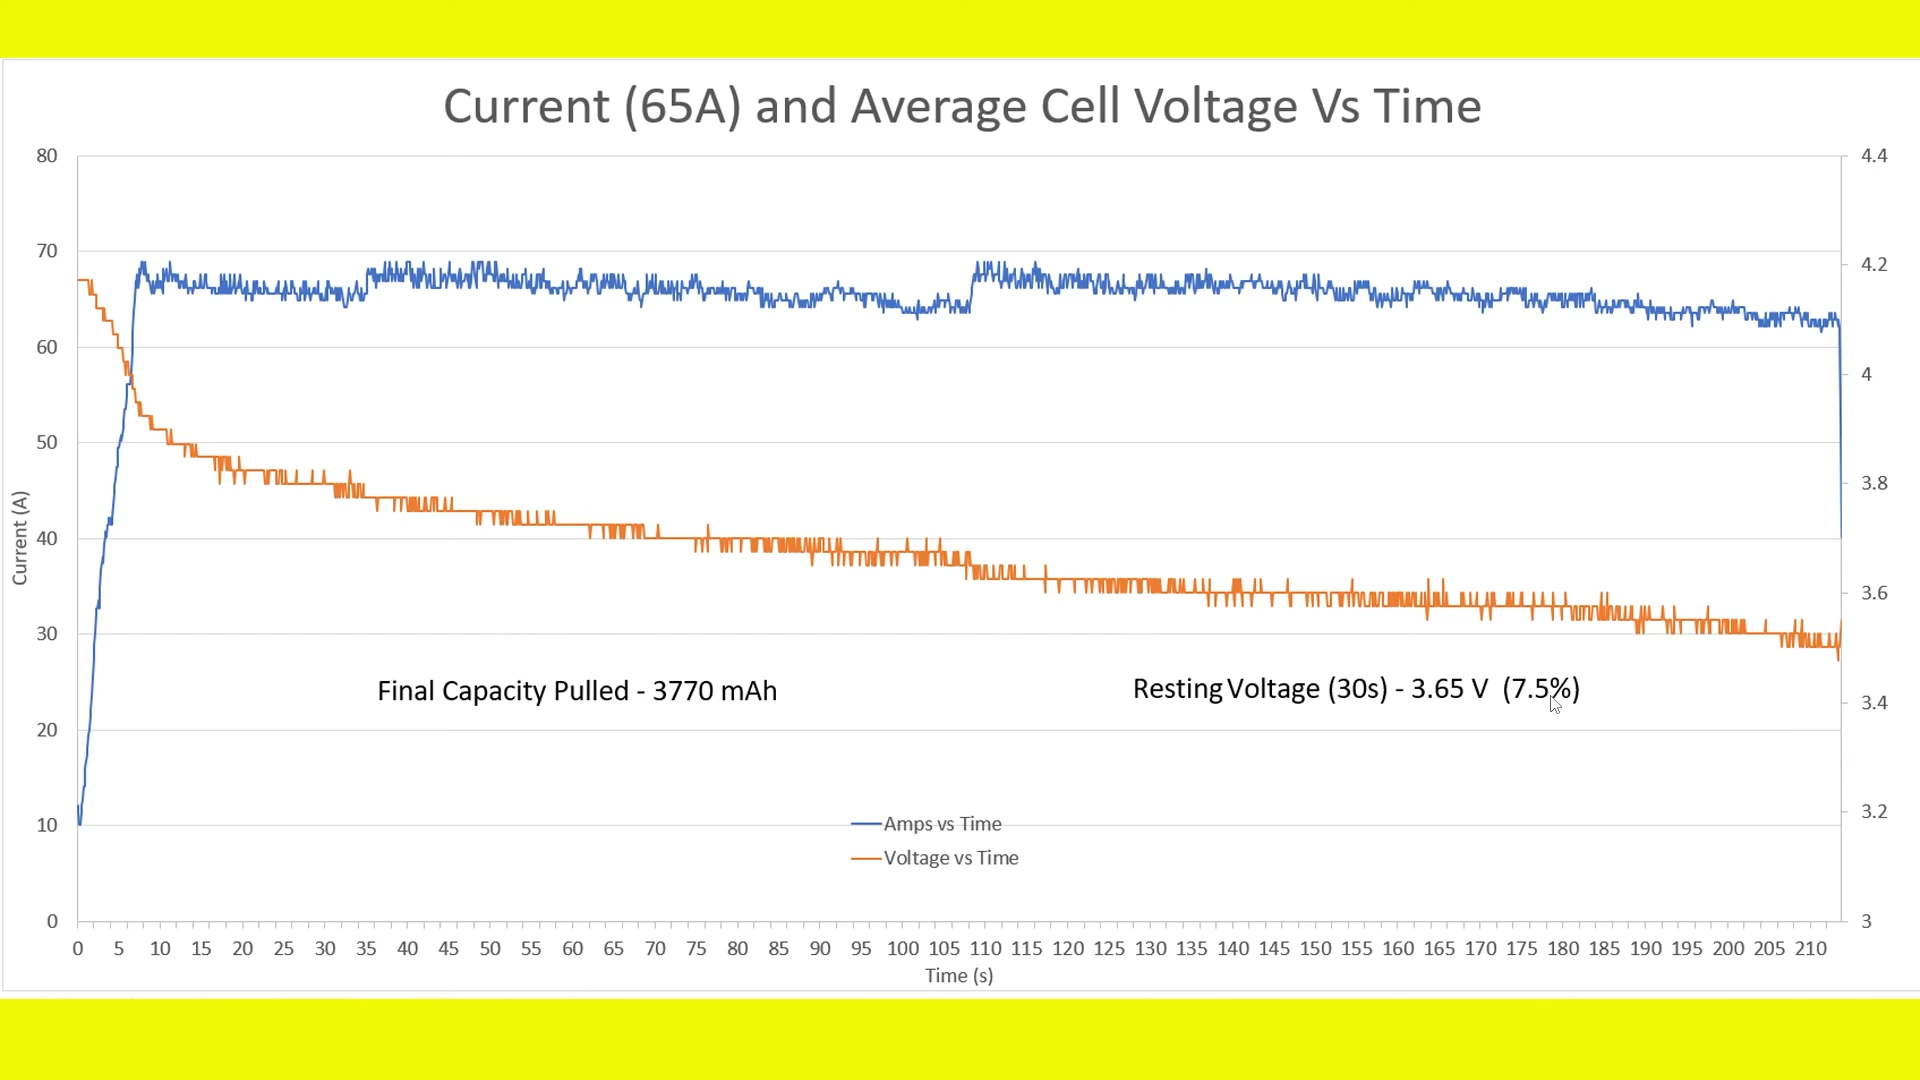 Current (65A) and Average Cell Voltage Vs Time
80
70
60
50
40
30
20
10
0
Current (A)
4.4
4.2
4
3.8
3.6
3.4
3.2
3
Final Capacity Pulled - 3770 mAh
Resting Voltage (30s) - 3.65 V (7.5%)
Amps vs Time
Voltage vs Time
0 5 10 15 20 25 30 35 40 45 50 55 60 65 70 75 80 85 90 95 100 105 110 115 120 125 130 135 140 145 150 155 160 165 170 175 180 185 190 195 200 205 210
Time (s)